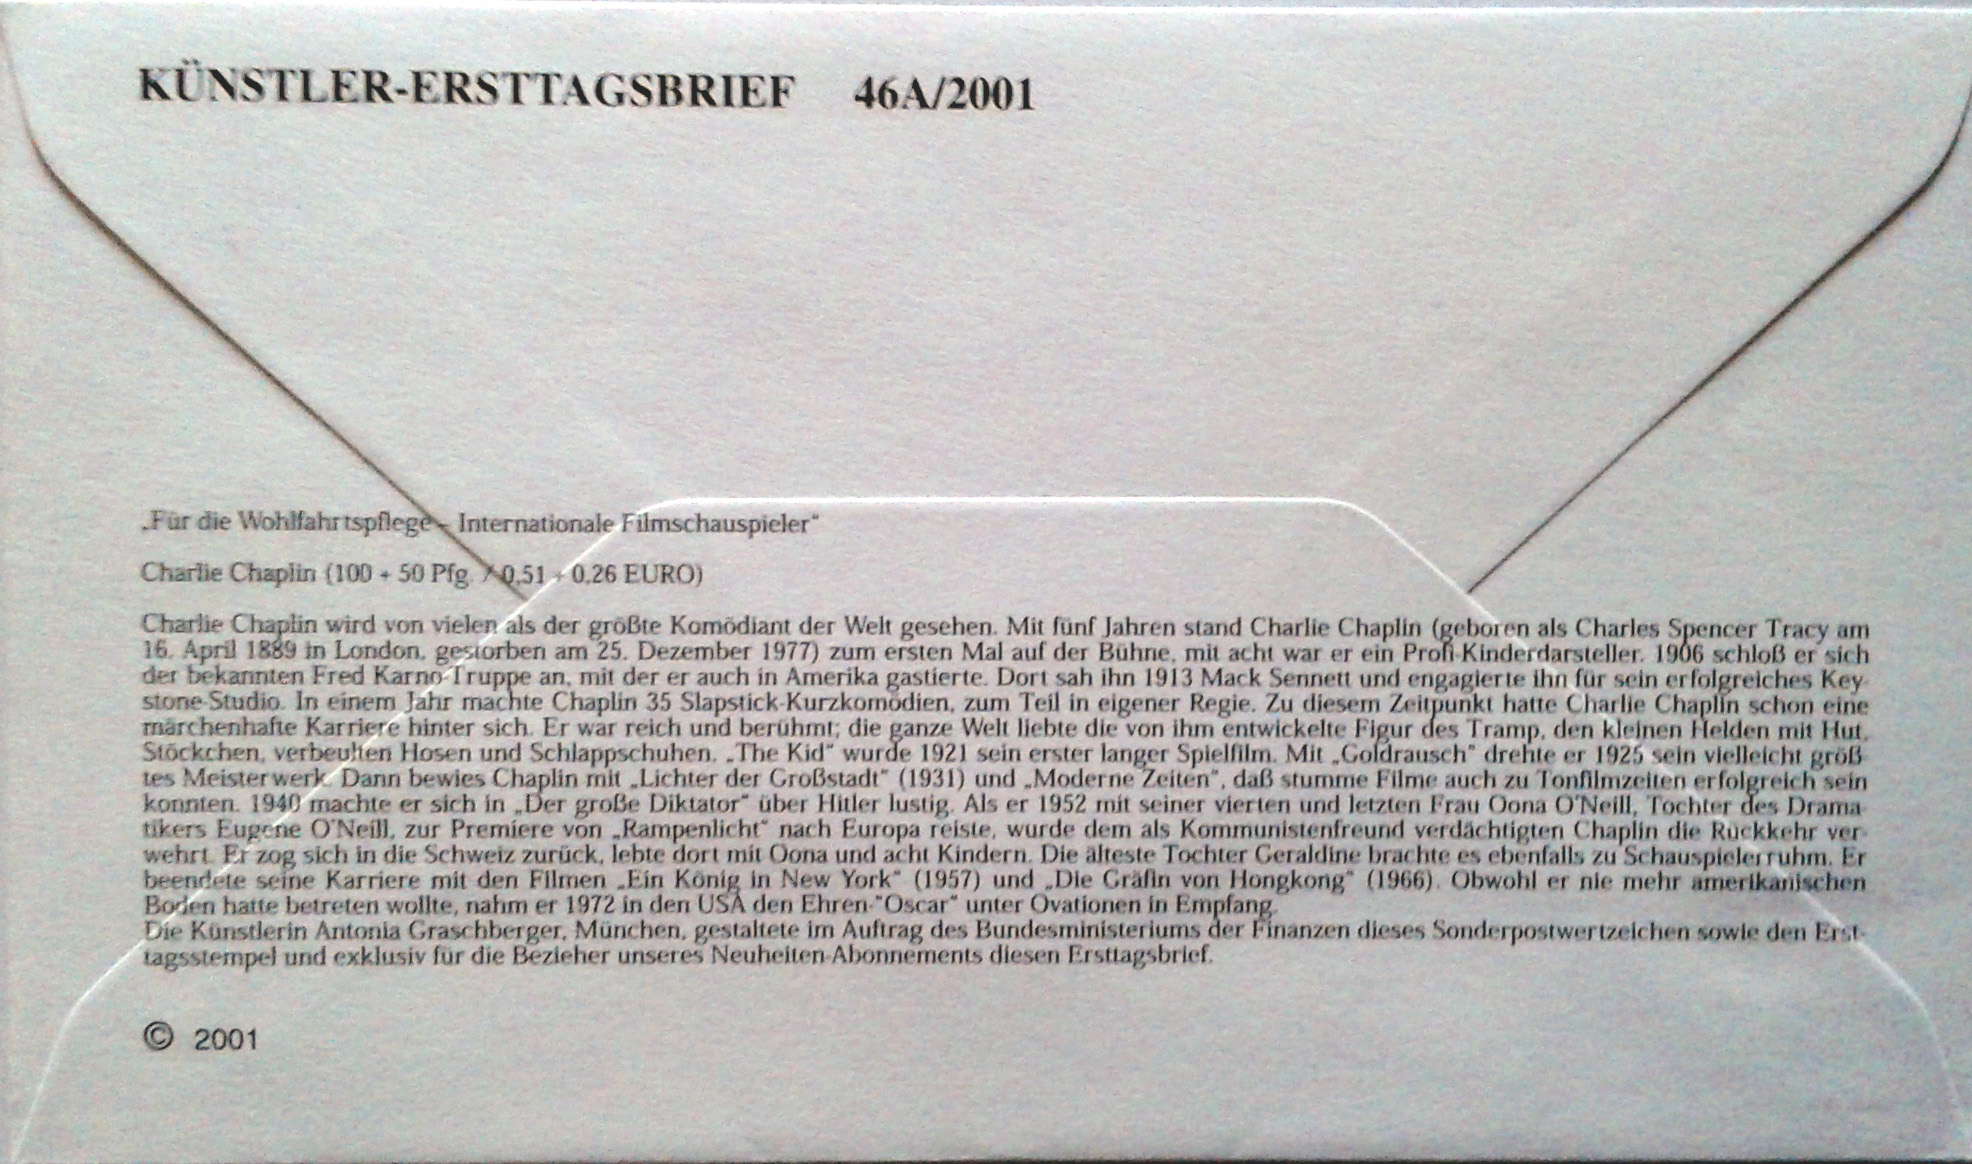 KÜNSTLER-ERSTTAGSBRIEF 46A/2001
„Für die Wohlfahrtspflege – Internationale Filmschauspieler“
Charlie Chaplin (100 + 50 Pfg. / 0,51 + 0,26 EURO)
Charlie Chaplin wird von vielen als der größte Komödiant der Welt gesehen. Mit fünf Jahren stand Charlie Chaplin (geboren als Charles Spencer Tracy am
16. April 1889 in London, gestorben am 25. Dezember 1977) zum ersten Mal auf der Bühne, mit acht war er ein Profi-Kinderdarsteller. 1906 schloß er sich
der bekannten Fred Karno-Truppe an, mit der er auch in Amerika gastierte. Dort sah ihn 1913 Mack Sennett und engagierte ihn für sein erfolgreiches Key-
stone-Studio. In einem Jahr machte Chaplin 35 Slapstick-Kurzkomödien, zum Teil in eigener Regie. Zu diesem Zeitpunkt hatte Charlie Chaplin schon eine
märchenhafte Karriere hinter sich. Er war reich und berühmt; die ganze Welt liebte die von ihm entwickelte Figur des Tramp, den kleinen Helden mit Hut,
Stöckchen, verbeulten Hosen und Schlappschuhen. „The Kid“ wurde 1921 sein erster langer Spielfilm. Mit „Goldrausch“ drehte er 1925 sein vielleicht größ-
tes Meisterwerk. Dann bewies Chaplin mit „Lichter der Großstadt“ (1931) und „Moderne Zeiten“, daß stumme Filme auch zu Tonfilmzeiten erfolgreich sein
konnten. 1940 machte er sich in „Der große Diktator“ über Hitler lustig. Als er 1952 mit seiner vierten und letzten Frau Oona O'Neill, Tochter des Drama-
tikers Eugene O'Neill, zur Premiere von „Rampenlicht“ nach Europa reiste, wurde dem als Kommunistenfreund verdächtigten Chaplin die Rückkehr ver-
wehrt. Er zog sich in die Schweiz zurück, lebte dort mit Oona und acht Kindern. Die älteste Tochter Geraldine brachte es ebenfalls zu Schauspielerruhm. Er
beendete seine Karriere mit den Filmen „Ein König in New York“ (1957) und „Die Gräfin von Hongkong“ (1966). Obwohl er nie mehr amerikanischen
Boden hatte betreten wollte, nahm er 1972 in den USA den Ehren-"Oscar" unter Ovationen in Empfang.
Die Künstlerin Antonia Graschberger, München, gestaltete im Auftrag des Bundesministeriums der Finanzen dieses Sonderpostwertzeichen sowie den Erst-
tagsstempel und exklusiv für die Bezieher unseres Neuheiten-Abonnements diesen Ersttagsbrief.
© 2001